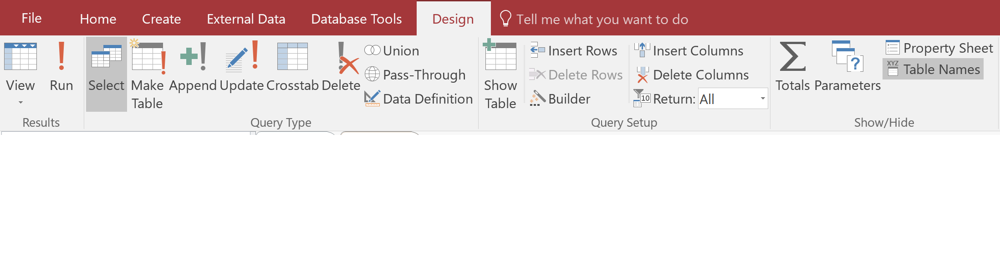 File Home Create External Data Database Tools Design Tell me what you want to do
View
Run
Select
Make
Table
Append
Update
Crosstab
Delete
Union
Pass-Through
Data Definition
Show
Table
Insert Rows
Delete Rows
Builder
Insert Columns
Delete Columns
10
Return: All
Totals
?
Parameters
Property Sheet
XYZ
Table Names
Results
Query Type
Query Setup
Show/Hide